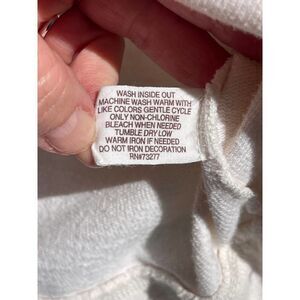 WASH INSIDE OUT
MACHINE WASH WARM WITH
LIKE COLORS GENTLE CYCLE
ONLY NON-CHLORINE
BLEACH WHEN NEEDED
TUMBLE DRY LOW
WARM IRON IF NEEDED
DO NOT IRON DECORATION
RN#73277